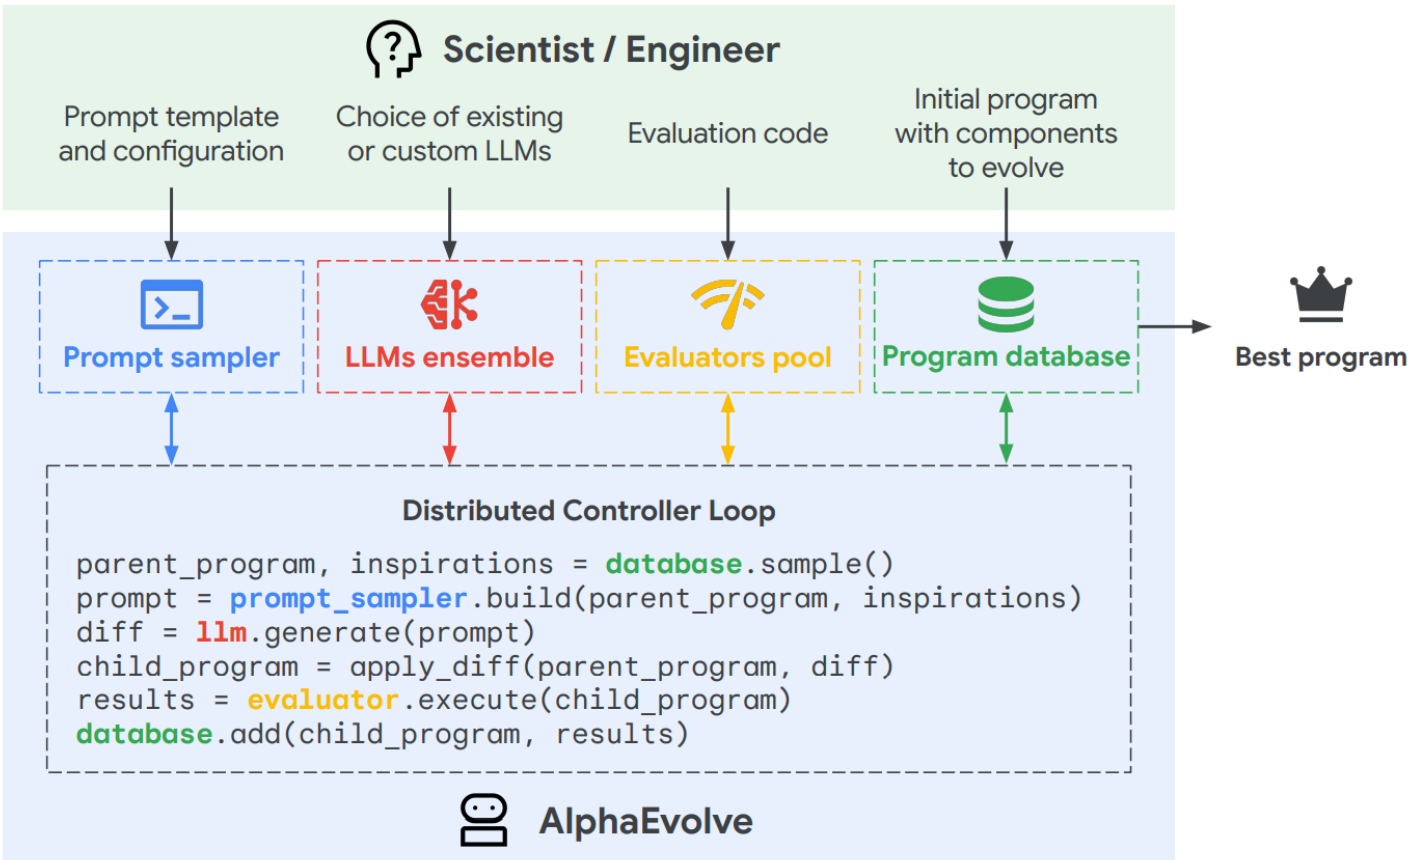 Scientist / Engineer
Prompt template
and configuration
Choice of existing
or custom LLMs
Evaluation code
Initial program
with components
to evolve
Prompt sampler
LLMs ensemble
Evaluators pool
Program database
Best program
Distributed Controller Loop
parent_program, inspirations = database.sample()
prompt = prompt_sampler.build(parent_program, inspirations)
diff = llm.generate(prompt)
child_program = apply_diff(parent_program, diff)
results = evaluator.execute(child_program)
database.add(child_program, results)
AlphaEvolve